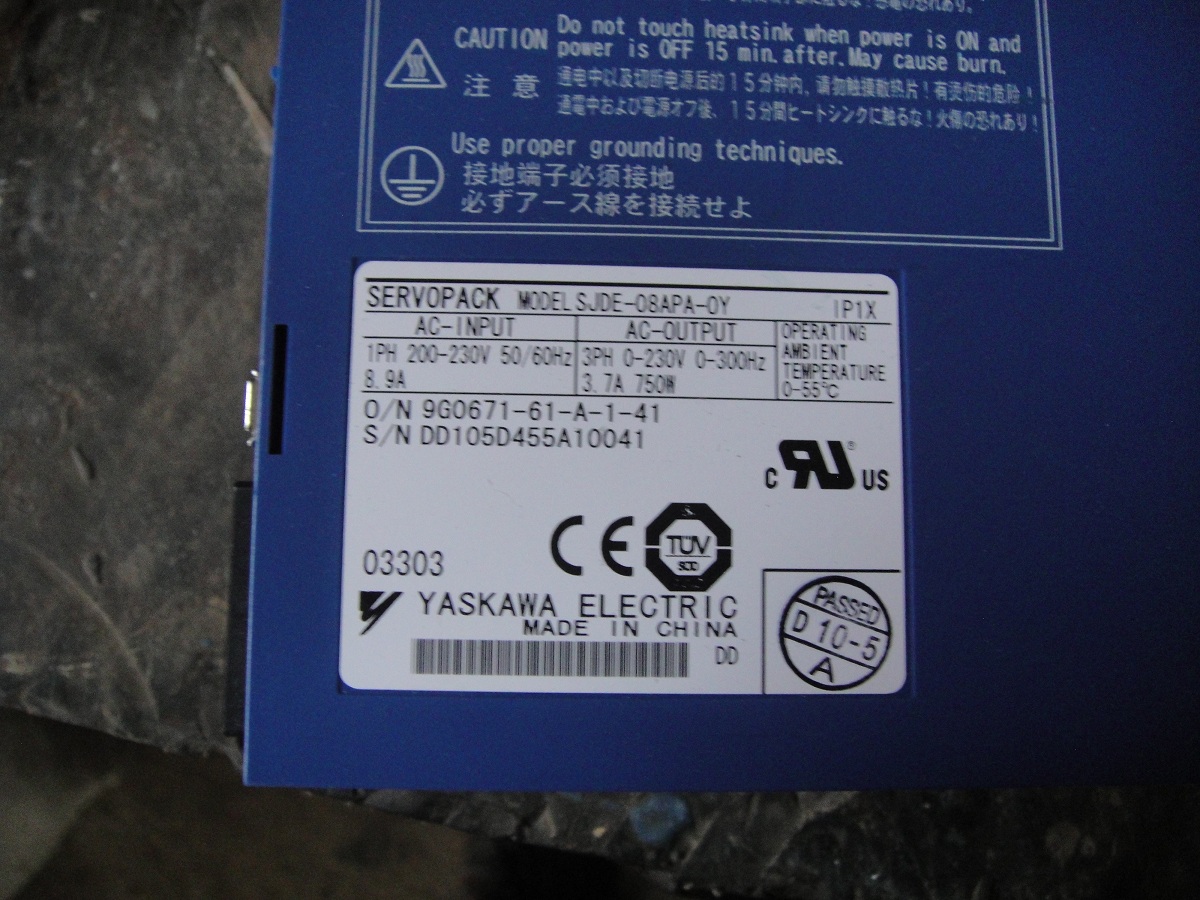 CAUTION Do not touch heatsink when power is ON and
power is OFF 15 min. after. May cause burn.
注 意 通电中以及切断电源后的15分钟内, 请勿触摸散热片! 有烫伤的危险!
通電中および電源オフ後、15分間ヒートシンクに触るな! 火傷の恐れあり!
Use proper grounding techniques.
接地端子必须接地
必ずアース線を接続せよ
SERVOPACK MODEL SJDE-08APA-OY IP1X
AC-INPUT AC-OUTPUT OPERATING
AMBIENT
TEMPERATURE
0-55℃
1PH 200-230V 50/60Hz 3PH 0-230V 0-300Hz
8.9A 3.7A 750W
O/N 9G0671-61-A-1-41
S/N DD105D455A10041
C RU ® US
CE TÜV
03303
YASKAWA ELECTRIC
MADE IN CHINA
DD
PASSED
D 10-5
A